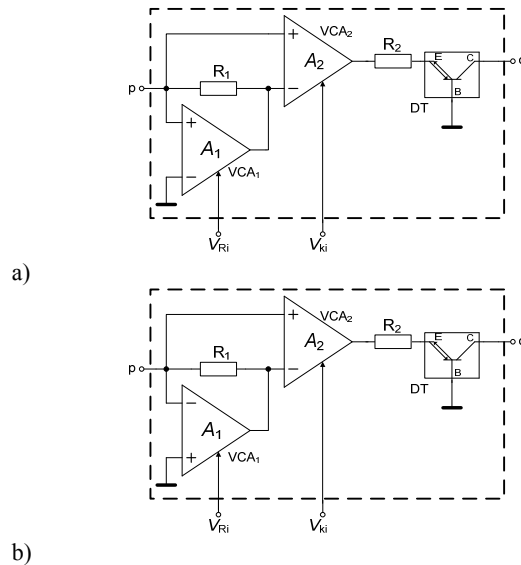 VCA2
+
A2
−
R2
E
C
B
DT
p
R1
+
A1
−
VCA1
VRi
Vki
a)
VCA2
+
A2
−
R2
E
C
B
DT
p
R1
−
A1
+
VCA1
VRi
Vki
b)